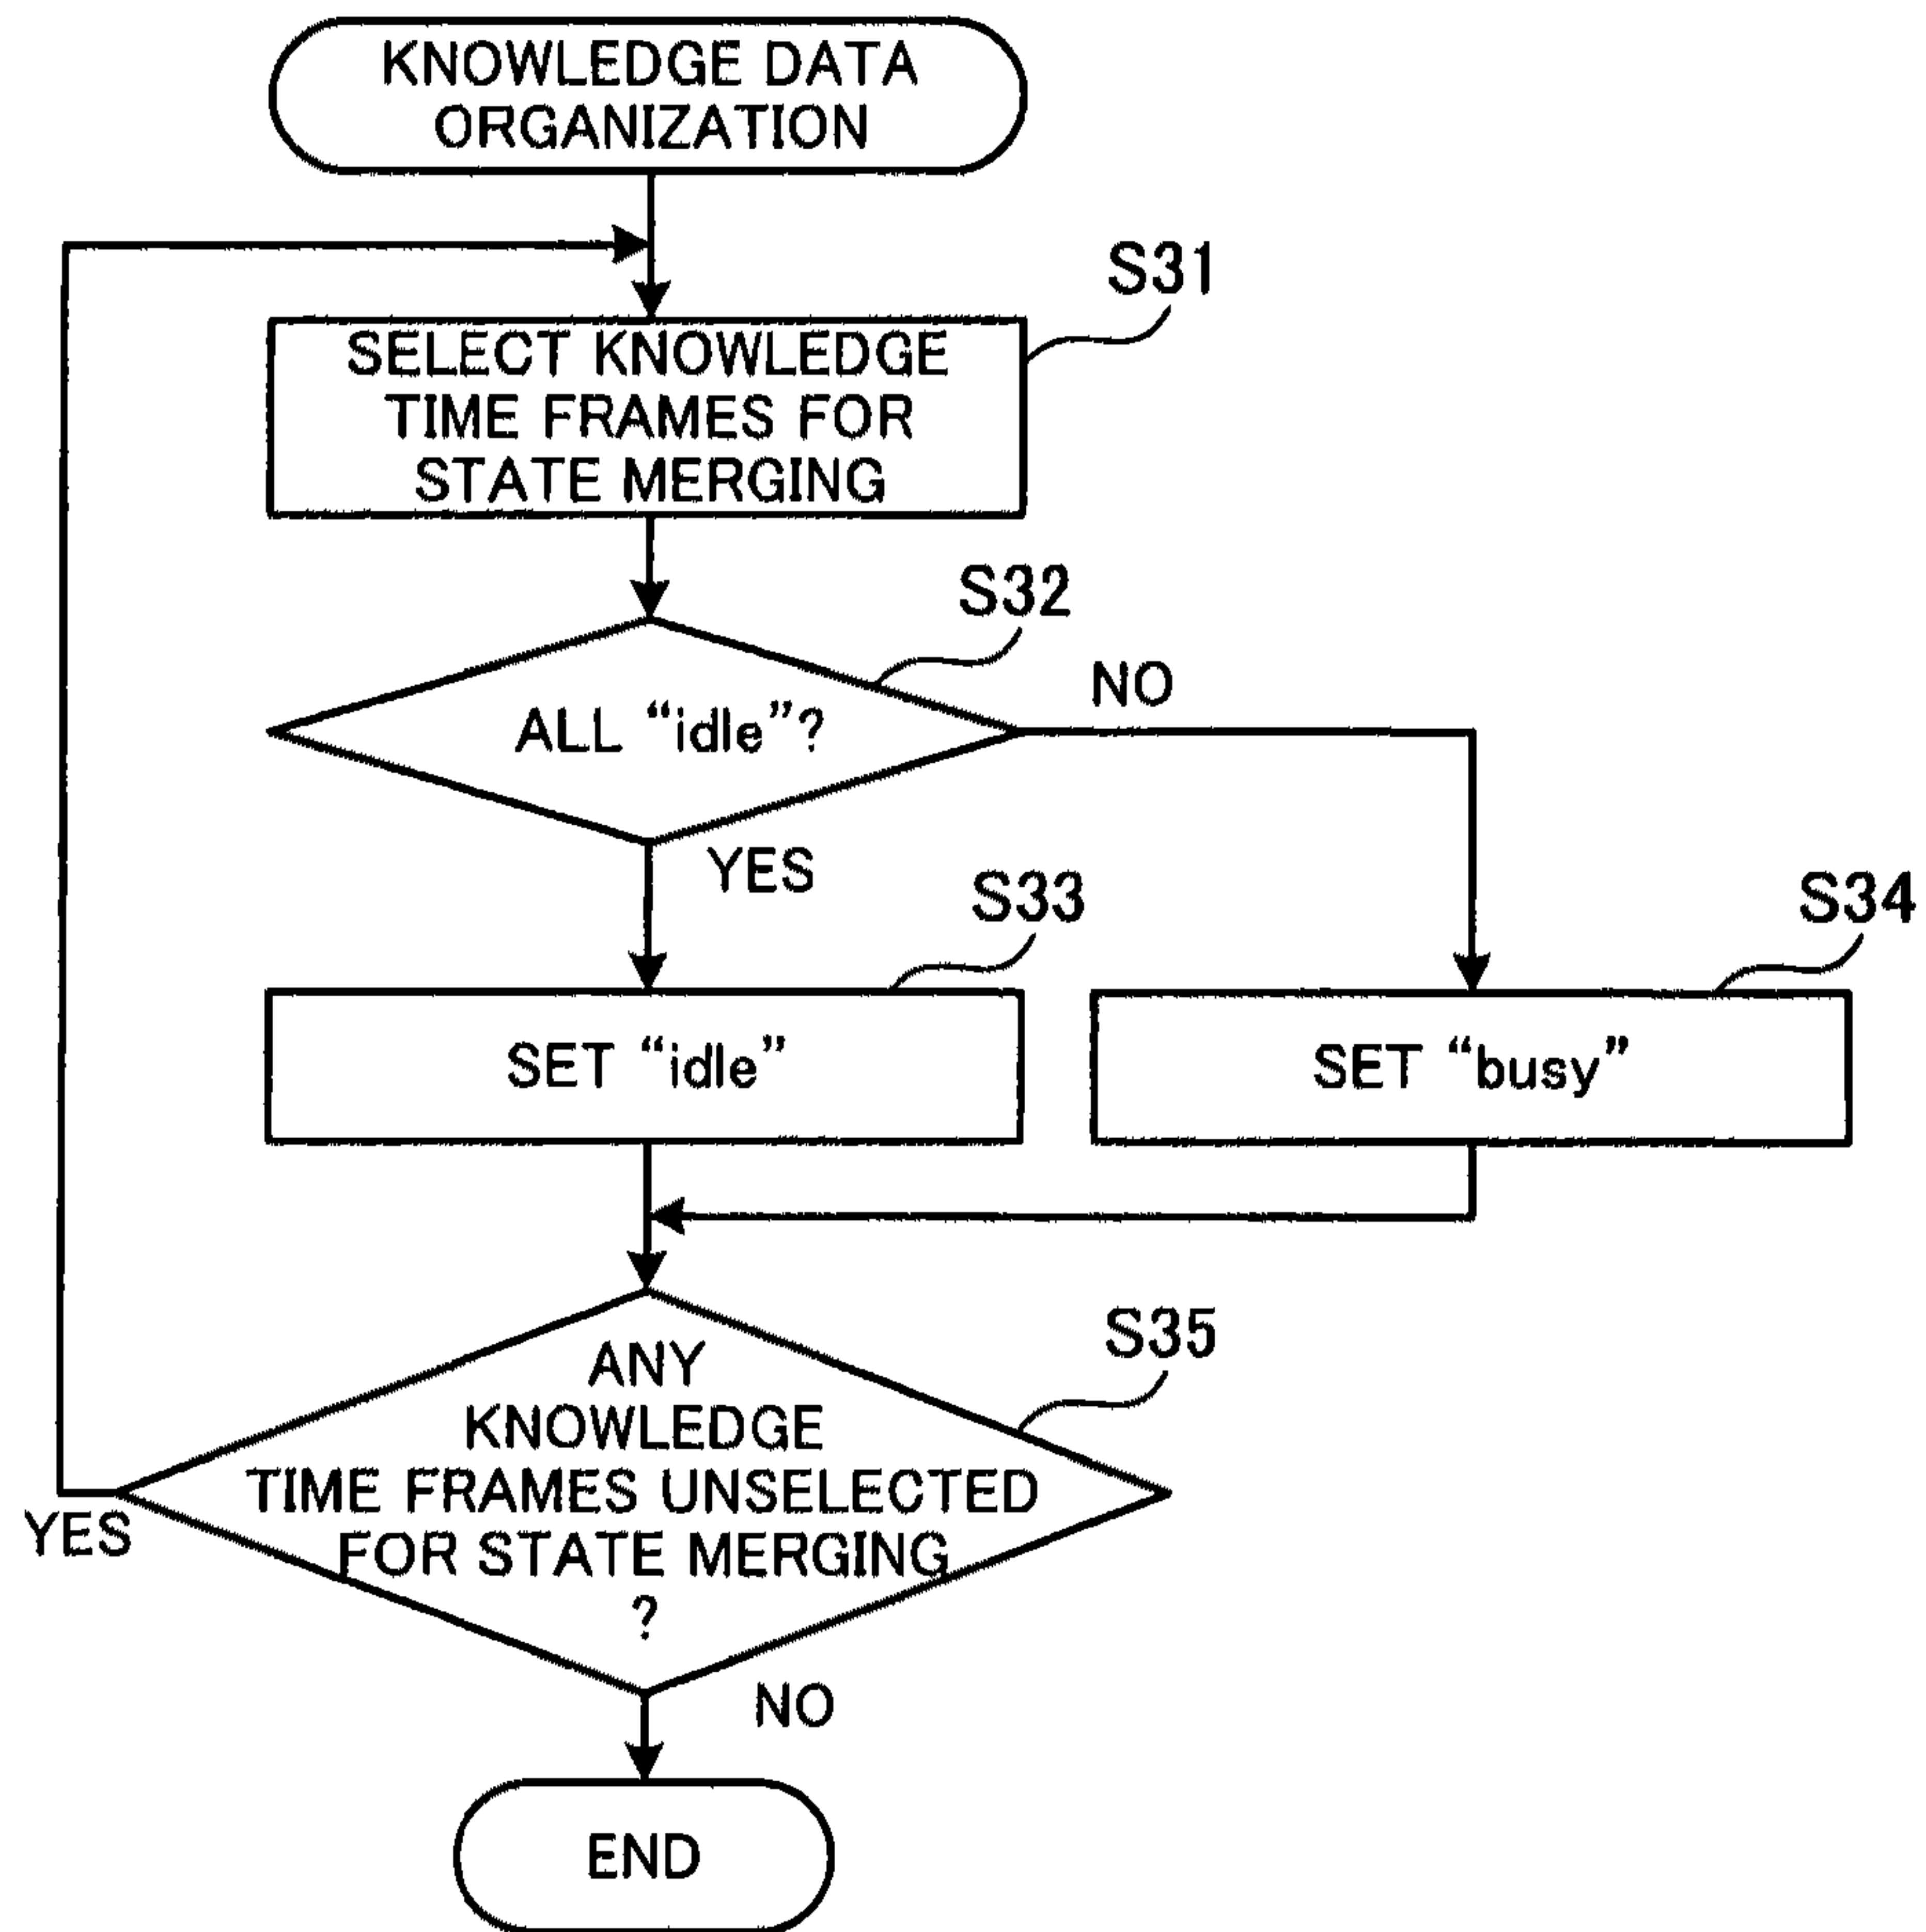 KNOWLEDGE DATA
ORGANIZATION
S31
SELECT KNOWLEDGE
TIME FRAMES FOR
STATE MERGING
S32
ALL “idle”?
NO
YES
S33
S34
SET “idle”
SET “busy”
S35
ANY
KNOWLEDGE
TIME FRAMES UNSELECTED
FOR STATE MERGING
?
YES
NO
END